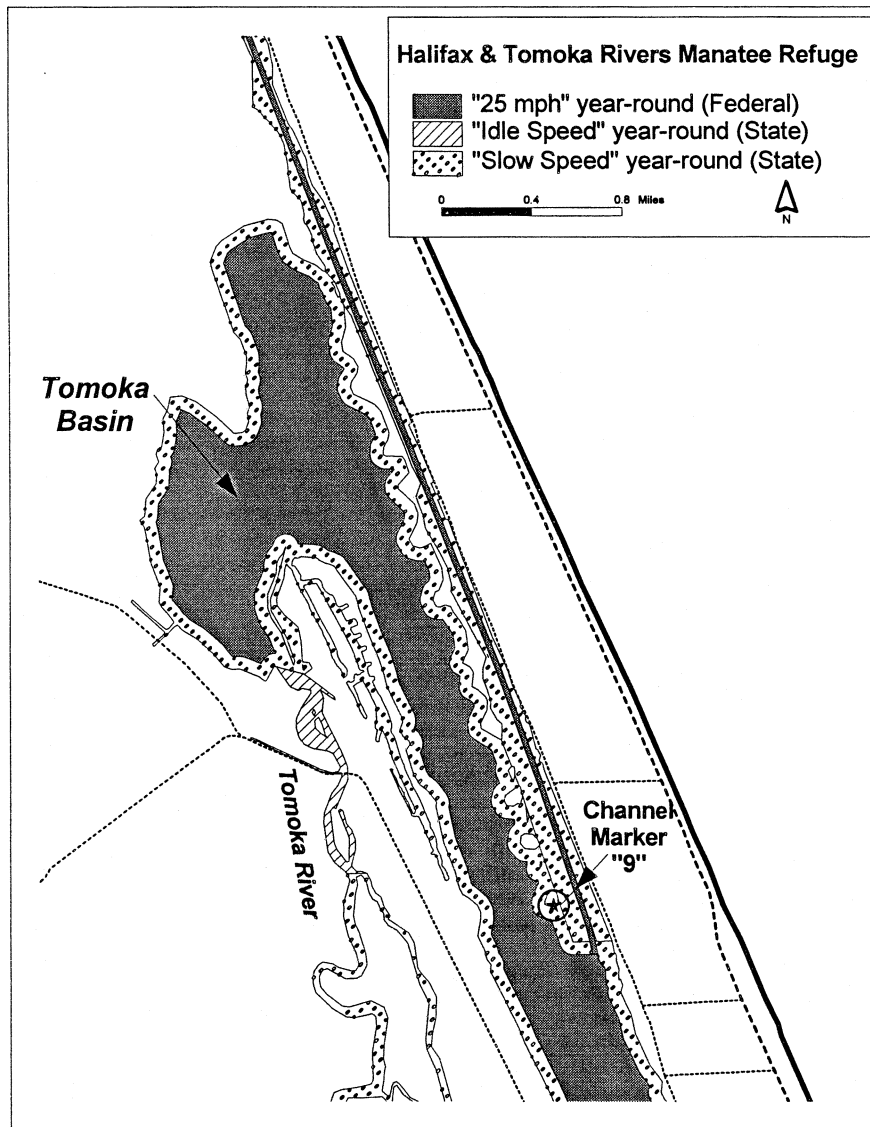 Halifax & Tomoka Rivers Manatee Refuge
"25 mph" year-round (Federal)
"Idle Speed" year-round (State)
"Slow Speed" year-round (State)
0 0.4 0.8 Miles
N
Tomoka
Basin
Tomoka River
Channel
Marker
"9"